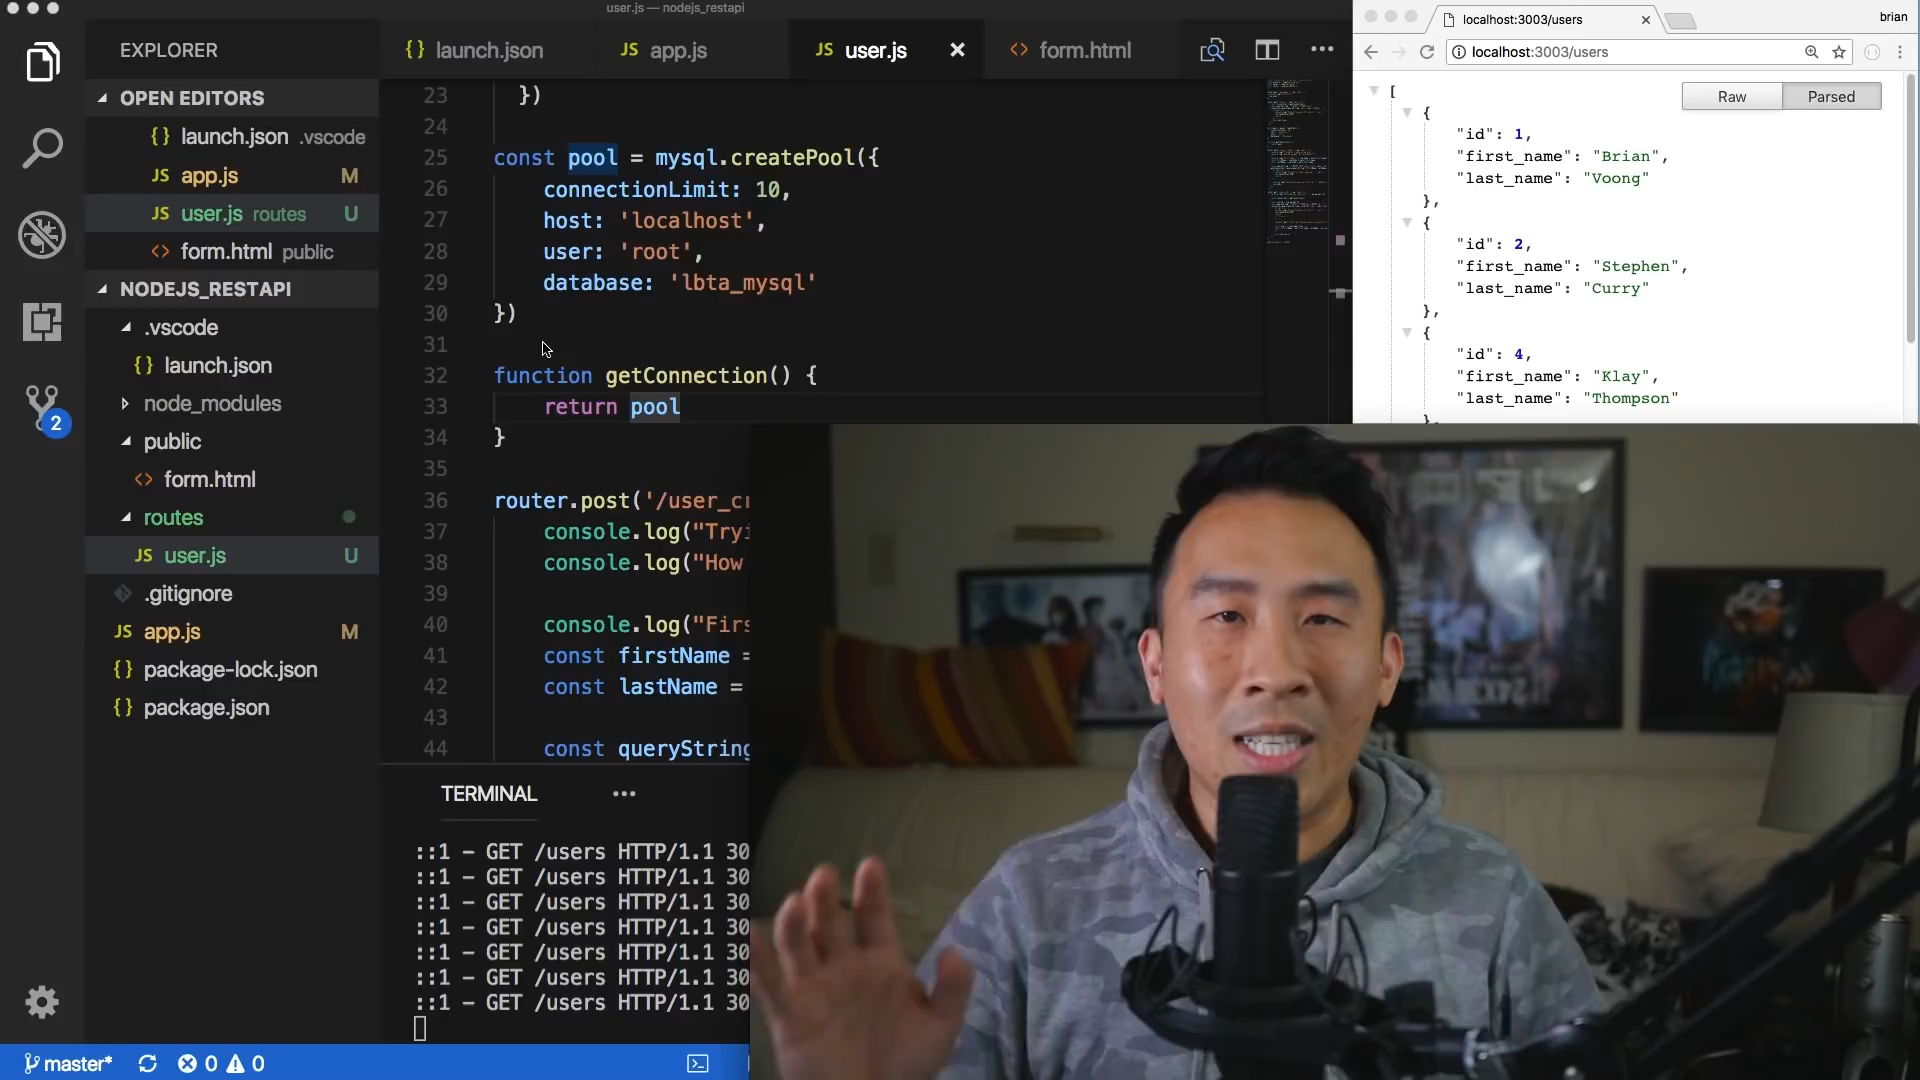 user.js — nodejs_restapi
EXPLORER
OPEN EDITORS
{} launch.json .vscode
JS app.js M
JS user.js routes U
<> form.html public
NODEJS_RESTAPI
.vscode
{} launch.json
node_modules
public
<> form.html
routes
JS user.js U
.gitignore
JS app.js M
{} package-lock.json
{} package.json
2
{} launch.json
JS app.js
JS user.js
<> form.html
23 })
24
25 const pool = mysql.createPool({
26 connectionLimit: 10,
27 host: 'localhost',
28 user: 'root',
29 database: 'lbta_mysql'
30 })
31
32 function getConnection() {
33 return pool
34 }
35
36 router.post('/user_cr
37 console.log("Tryi
38 console.log("How
39
40 console.log("Firs
41 const firstName =
42 const lastName =
43
44 const queryString
TERMINAL
::1 - GET /users HTTP/1.1 30
::1 - GET /users HTTP/1.1 30
::1 - GET /users HTTP/1.1 30
::1 - GET /users HTTP/1.1 30
::1 - GET /users HTTP/1.1 30
::1 - GET /users HTTP/1.1 30
::1 - GET /users HTTP/1.1 30
master* 0 0
localhost:3003/users
brian
localhost:3003/users
Raw Parsed
[
{
"id": 1,
"first_name": "Brian",
"last_name": "Voong"
},
{
"id": 2,
"first_name": "Stephen",
"last_name": "Curry"
},
{
"id": 4,
"first_name": "Klay",
"last_name": "Thompson"